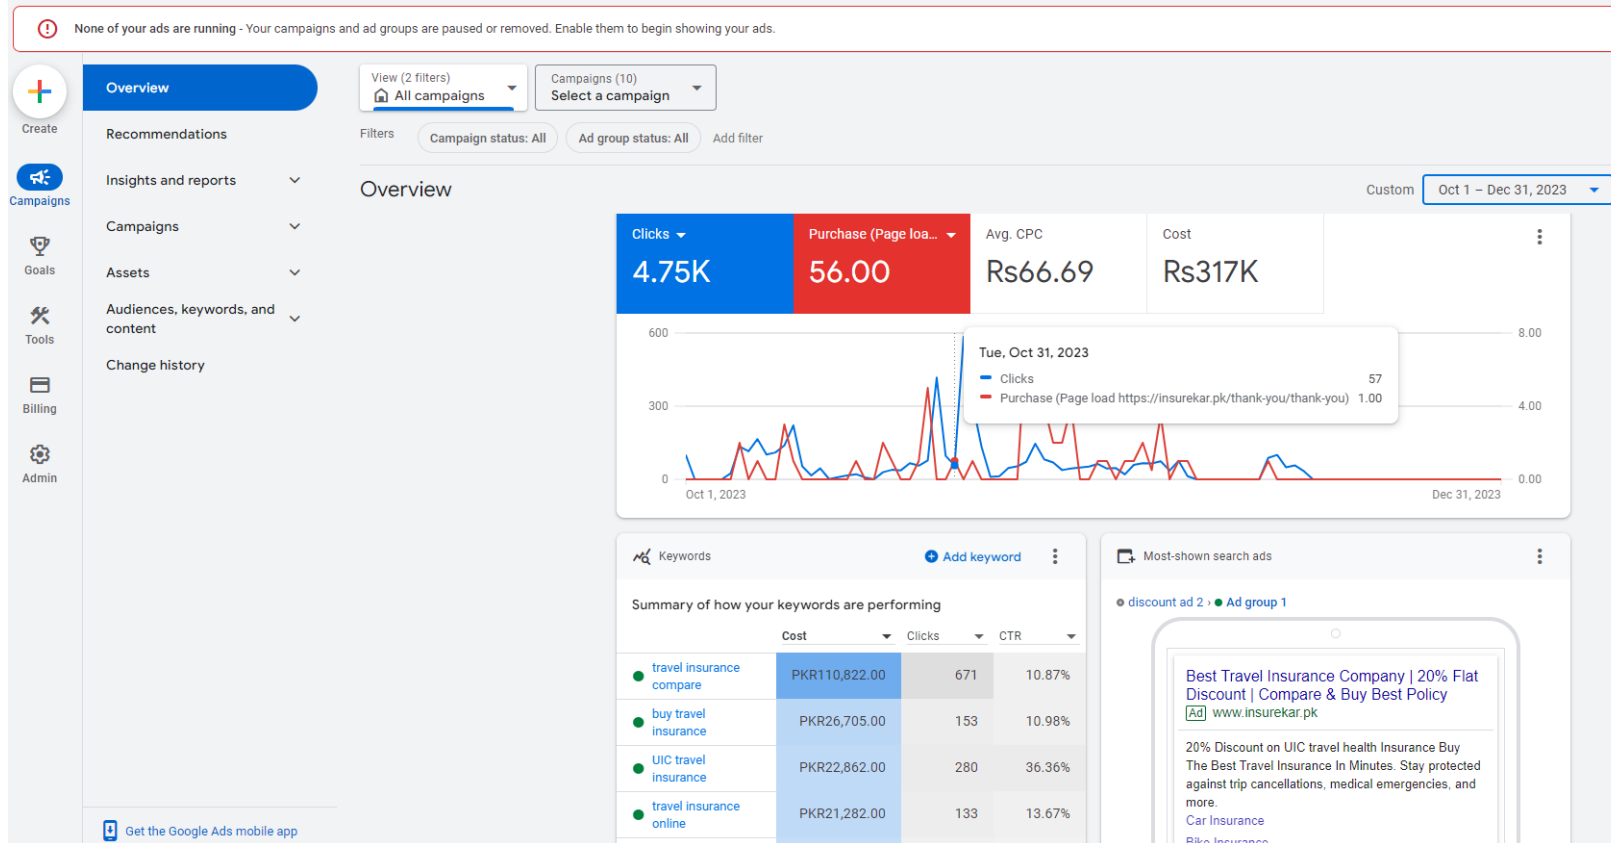 None of your ads are running - Your campaigns and ad groups are paused or removed. Enable them to begin showing your ads.
Create
Campaigns
Goals
Tools
Billing
Admin
Overview
Recommendations
Insights and reports
Campaigns
Assets
Audiences, keywords, and
content
Change history
Get the Google Ads mobile app
View (2 filters)
All campaigns
Campaigns (10)
Select a campaign
Filters
Campaign status: All
Ad group status: All
Add filter
Overview
Custom
Oct 1 – Dec 31, 2023
Clicks
4.75K
Purchase (Page loa...
56.00
Avg. CPC
Rs66.69
Cost
Rs317K
600
300
0
8.00
4.00
0.00
Oct 1, 2023
Dec 31, 2023
Tue, Oct 31, 2023
Clicks 57
Purchase (Page load https://insurekar.pk/thank-you/thank-you) 1.00
Keywords
Add keyword
Summary of how your keywords are performing
Cost Clicks CTR
travel insurance
compare
PKR110,822.00 671 10.87%
buy travel
insurance
PKR26,705.00 153 10.98%
UIC travel
insurance
PKR22,862.00 280 36.36%
travel insurance
online
PKR21,282.00 133 13.67%
Most-shown search ads
discount ad 2 › Ad group 1
Best Travel Insurance Company | 20% Flat
Discount | Compare & Buy Best Policy
Ad www.insurekar.pk
20% Discount on UIC travel health Insurance Buy
The Best Travel Insurance In Minutes. Stay protected
against trip cancellations, medical emergencies, and
more.
Car Insurance
Bike Insurance